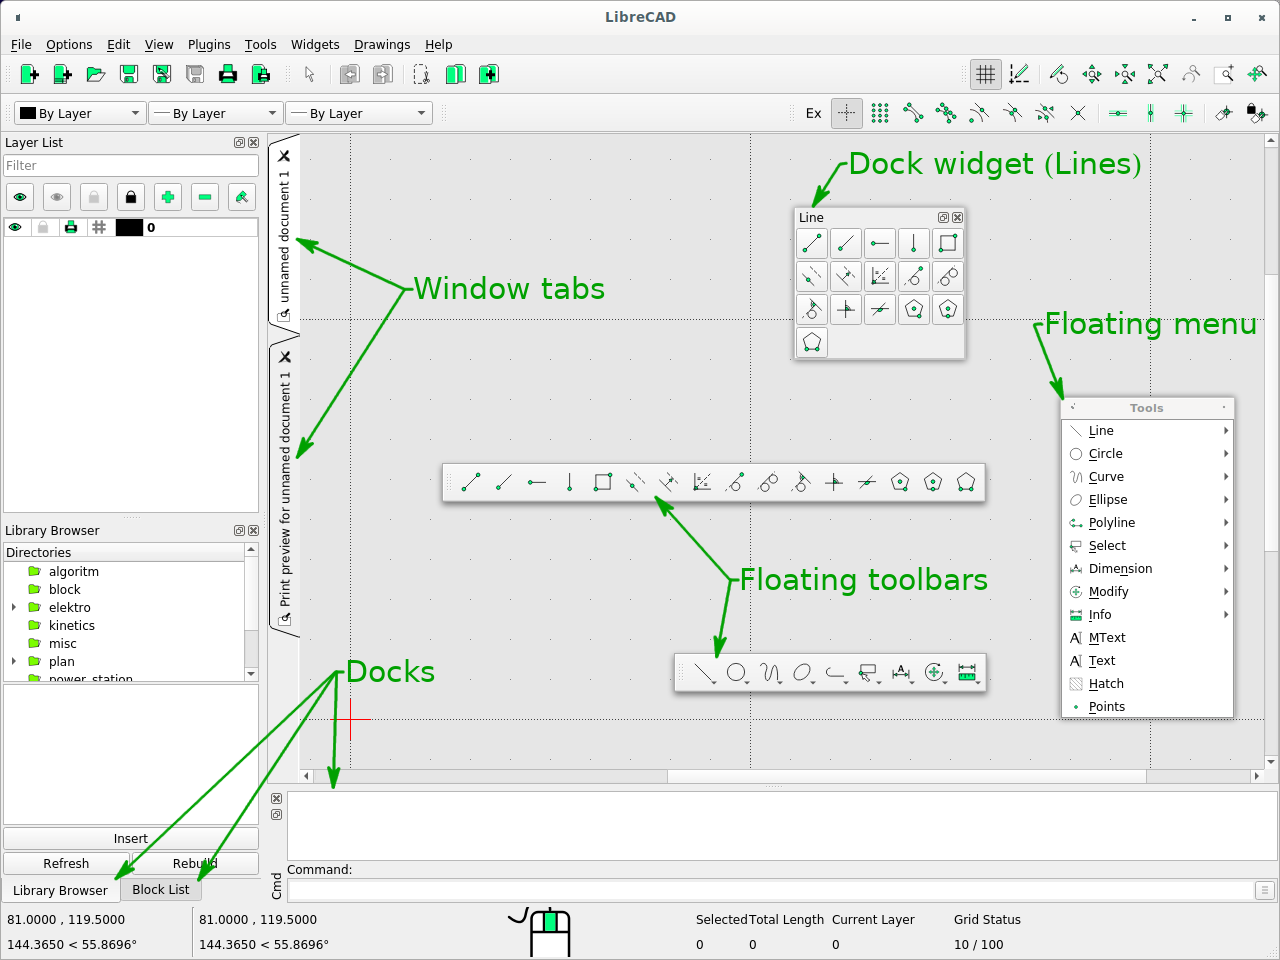 LibreCAD
File Options Edit View Plugins Tools Widgets Drawings Help
By Layer By Layer By Layer Ex
Layer List
Filter
0
unnamed document 1
Print preview for unnamed document 1
Window tabs
Dock widget (Lines)
Line
Floating menu
Tools
Line
Circle
Curve
Ellipse
Polyline
Select
Dimension
Modify
Info
MText
Text
Hatch
Points
Floating toolbars
Docks
Library Browser
Directories
algoritm
block
elektro
kinetics
misc
plan
power_station
Insert
Refresh Rebuild
Library Browser Block List
Cmd
Command:
81.0000 , 119.5000 81.0000 , 119.5000 Selected Total Length Current Layer Grid Status
144.3650 < 55.8696° 144.3650 < 55.8696° 0 0 0 10 / 100